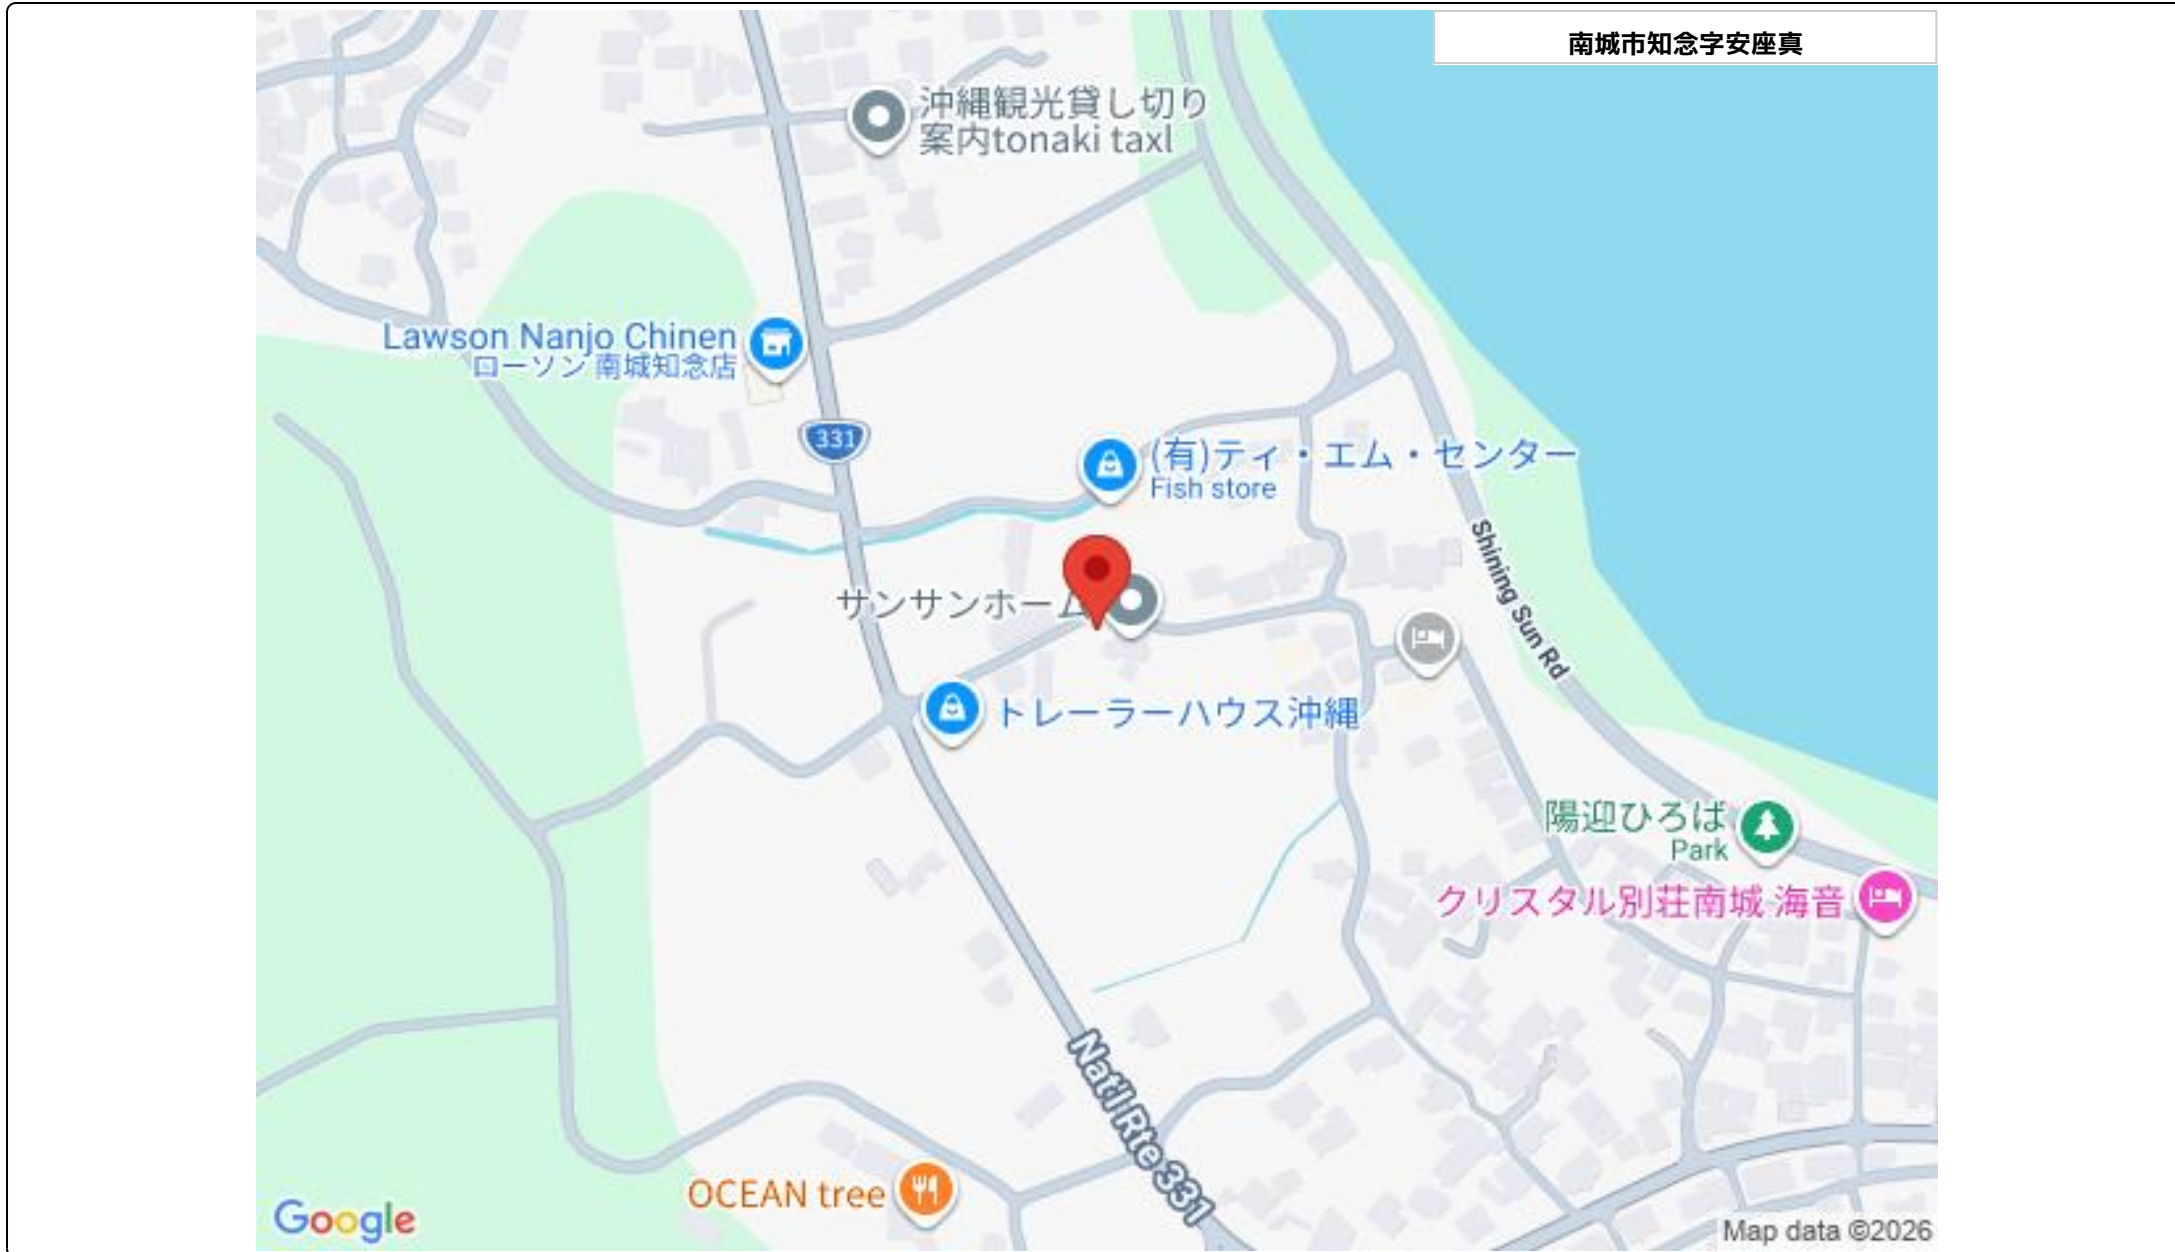 南城市知念字安座真
沖縄観光貸し切り
案内tonaki taxl
Lawson Nanjo Chinen
ローソン 南城知念店
331
(有)ティ・エム・センター
Fish store
Shining Sun Rd
サンサンホーム
トレーラーハウス沖縄
陽迎ひろば
Park
クリスタル別荘南城 海音
Nat'l Rte 331
OCEAN tree
Google
Map data ©2026